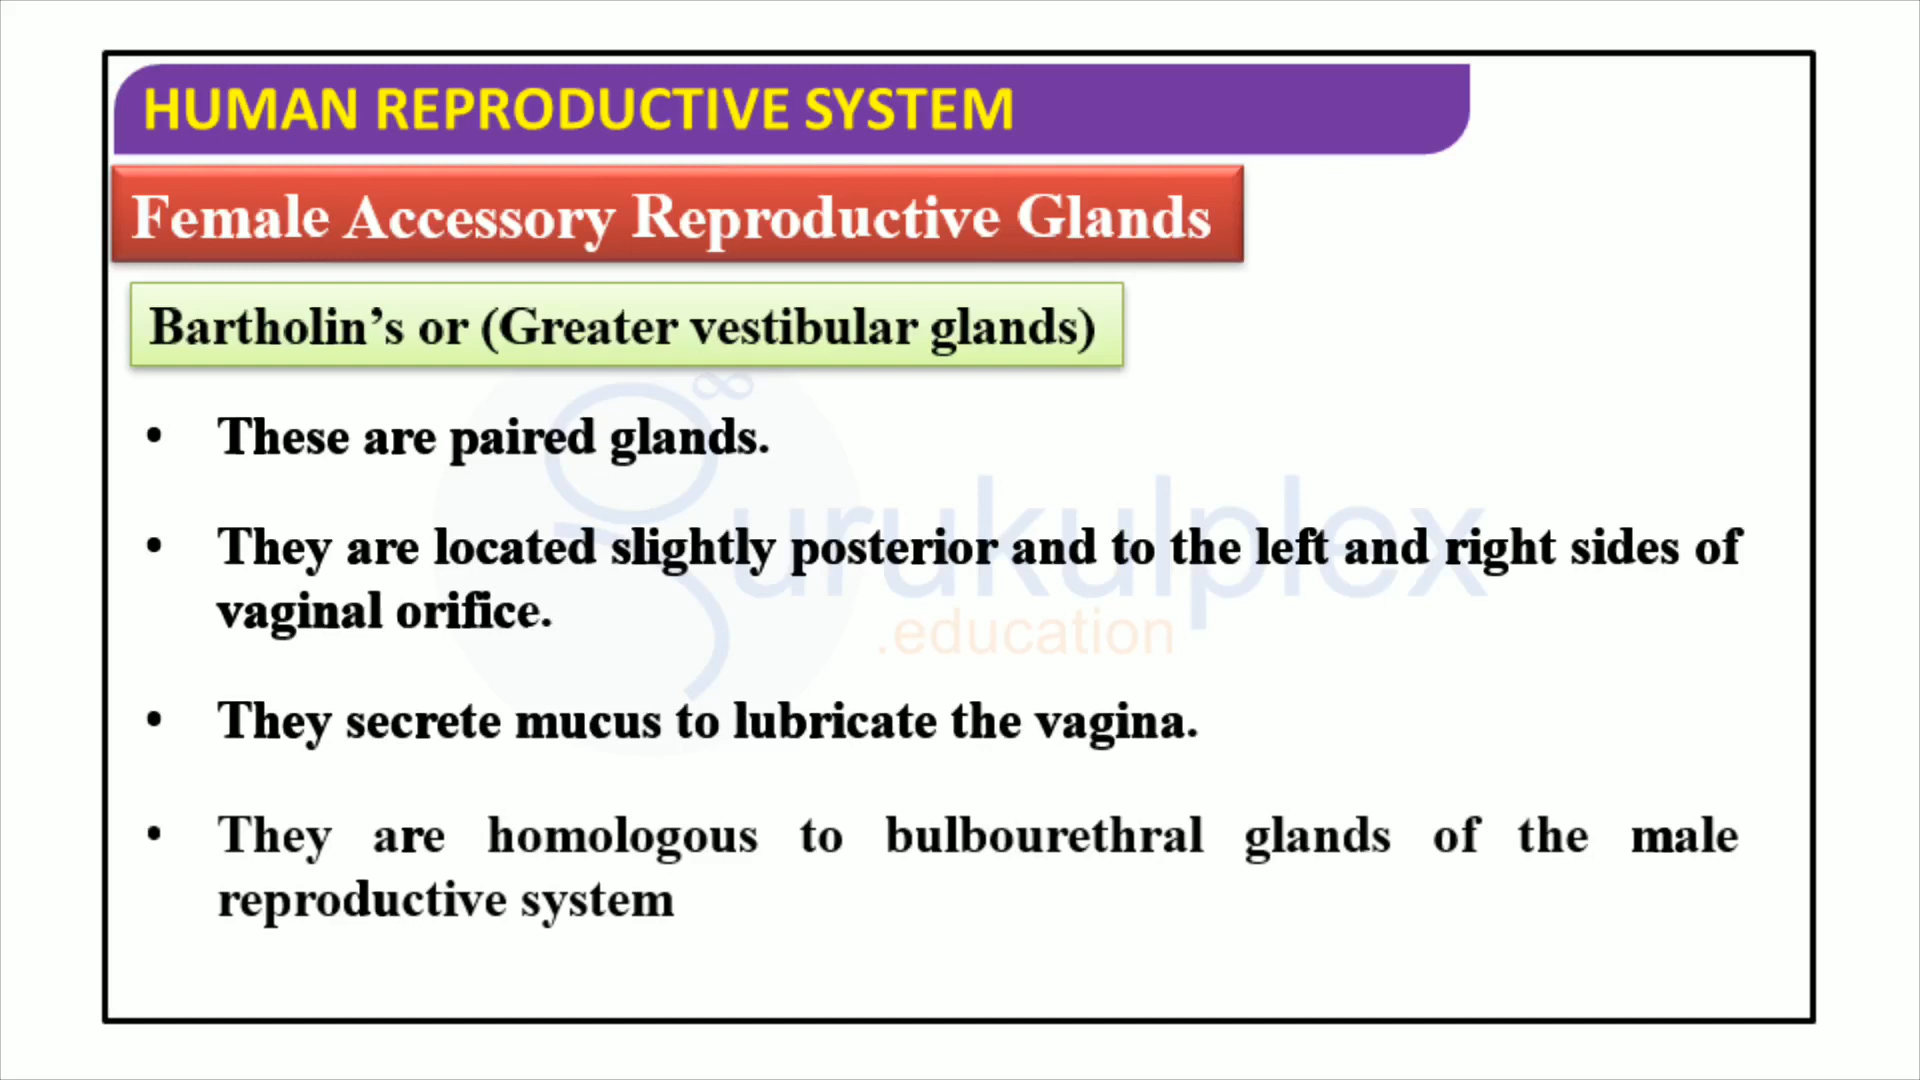 HUMAN REPRODUCTIVE SYSTEM
Female Accessory Reproductive Glands
Bartholin’s or (Greater vestibular glands)
• These are paired glands.
• They are located slightly posterior and to the left and right sides of
vaginal orifice.
• They secrete mucus to lubricate the vagina.
• They are homologous to bulbourethral glands of the male
reproductive system
gurukulplex
.education